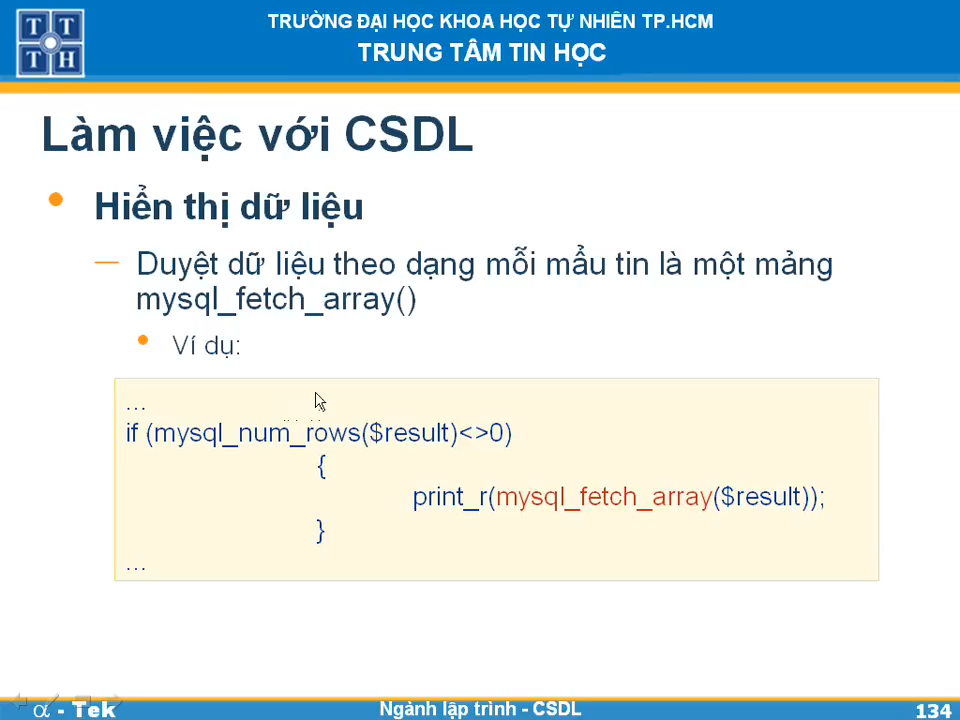 TRƯỜNG ĐẠI HỌC KHOA HỌC TỰ NHIÊN TP.HCM
TRUNG TÂM TIN HỌC
T T
T H
Làm việc với CSDL
Hiển thị dữ liệu
Duyệt dữ liệu theo dạng mỗi mẩu tin là một mảng
mysql_fetch_array()
Ví dụ:
...
if (mysql_num_rows($result)<>0)
{
print_r(mysql_fetch_array($result));
}
...
α - Tek
Ngành lập trình - CSDL
134